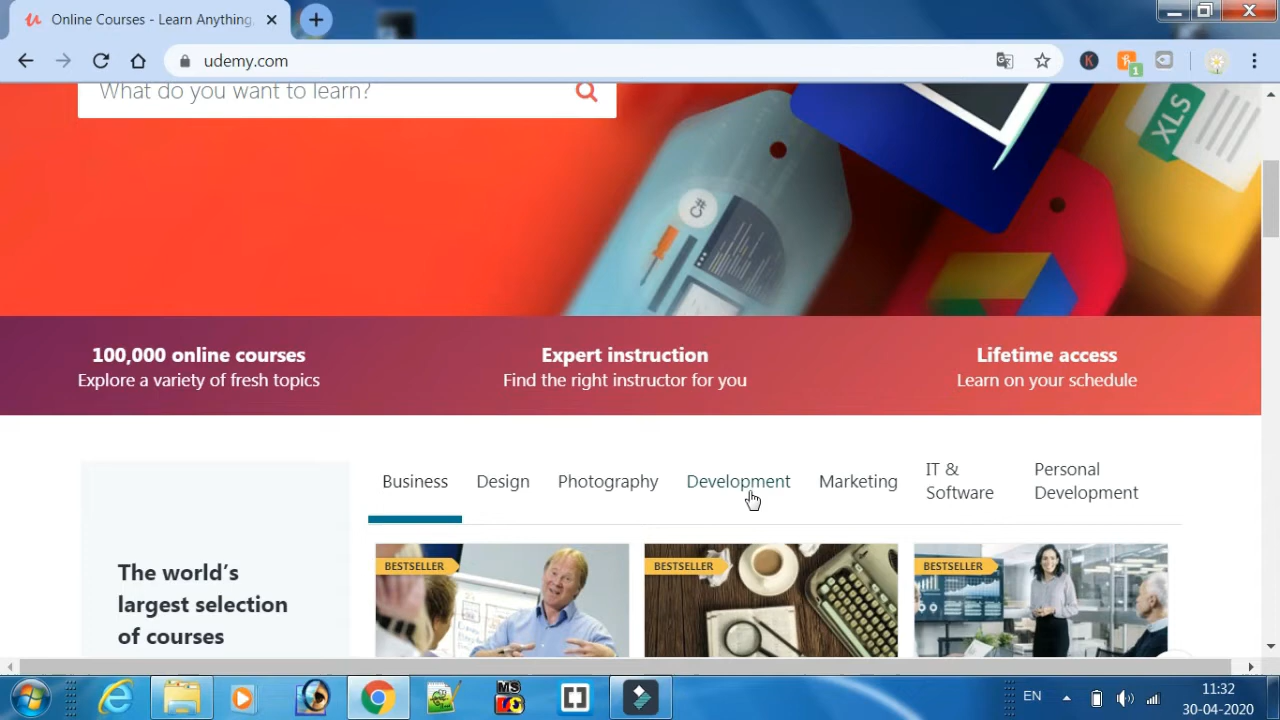 Online Courses - Learn Anything,
udemy.com
1
What do you want to learn?
XLS
C#
100,000 online courses
Explore a variety of fresh topics
Expert instruction
Find the right instructor for you
Lifetime access
Learn on your schedule
Business
Design
Photography
Development
Marketing
IT &
Software
Personal
Development
The world's
largest selection
of courses
BESTSELLER
BESTSELLER
BESTSELLER
MS
EN
11:32
30-04-2020